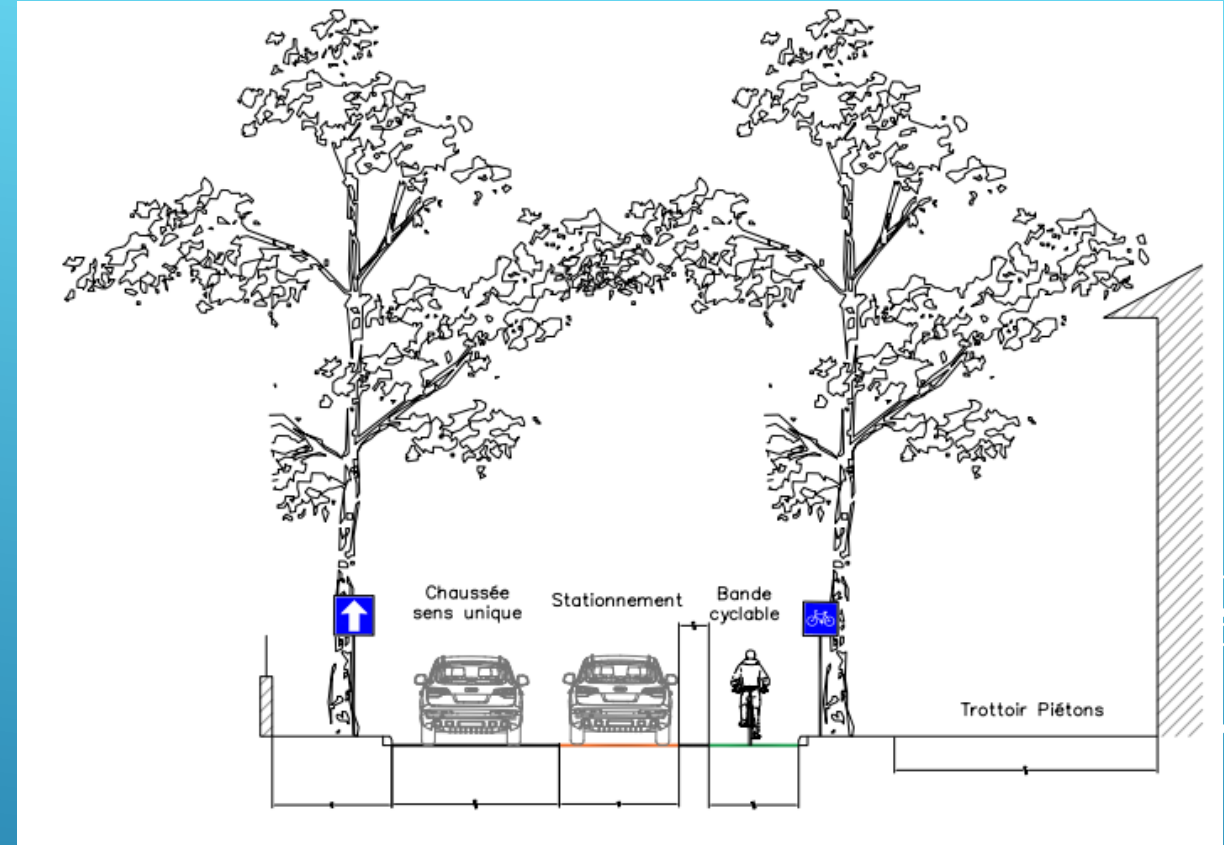 Chaussée
sens unique
Stationnement
Bande
cyclable
Trottoir Piétons